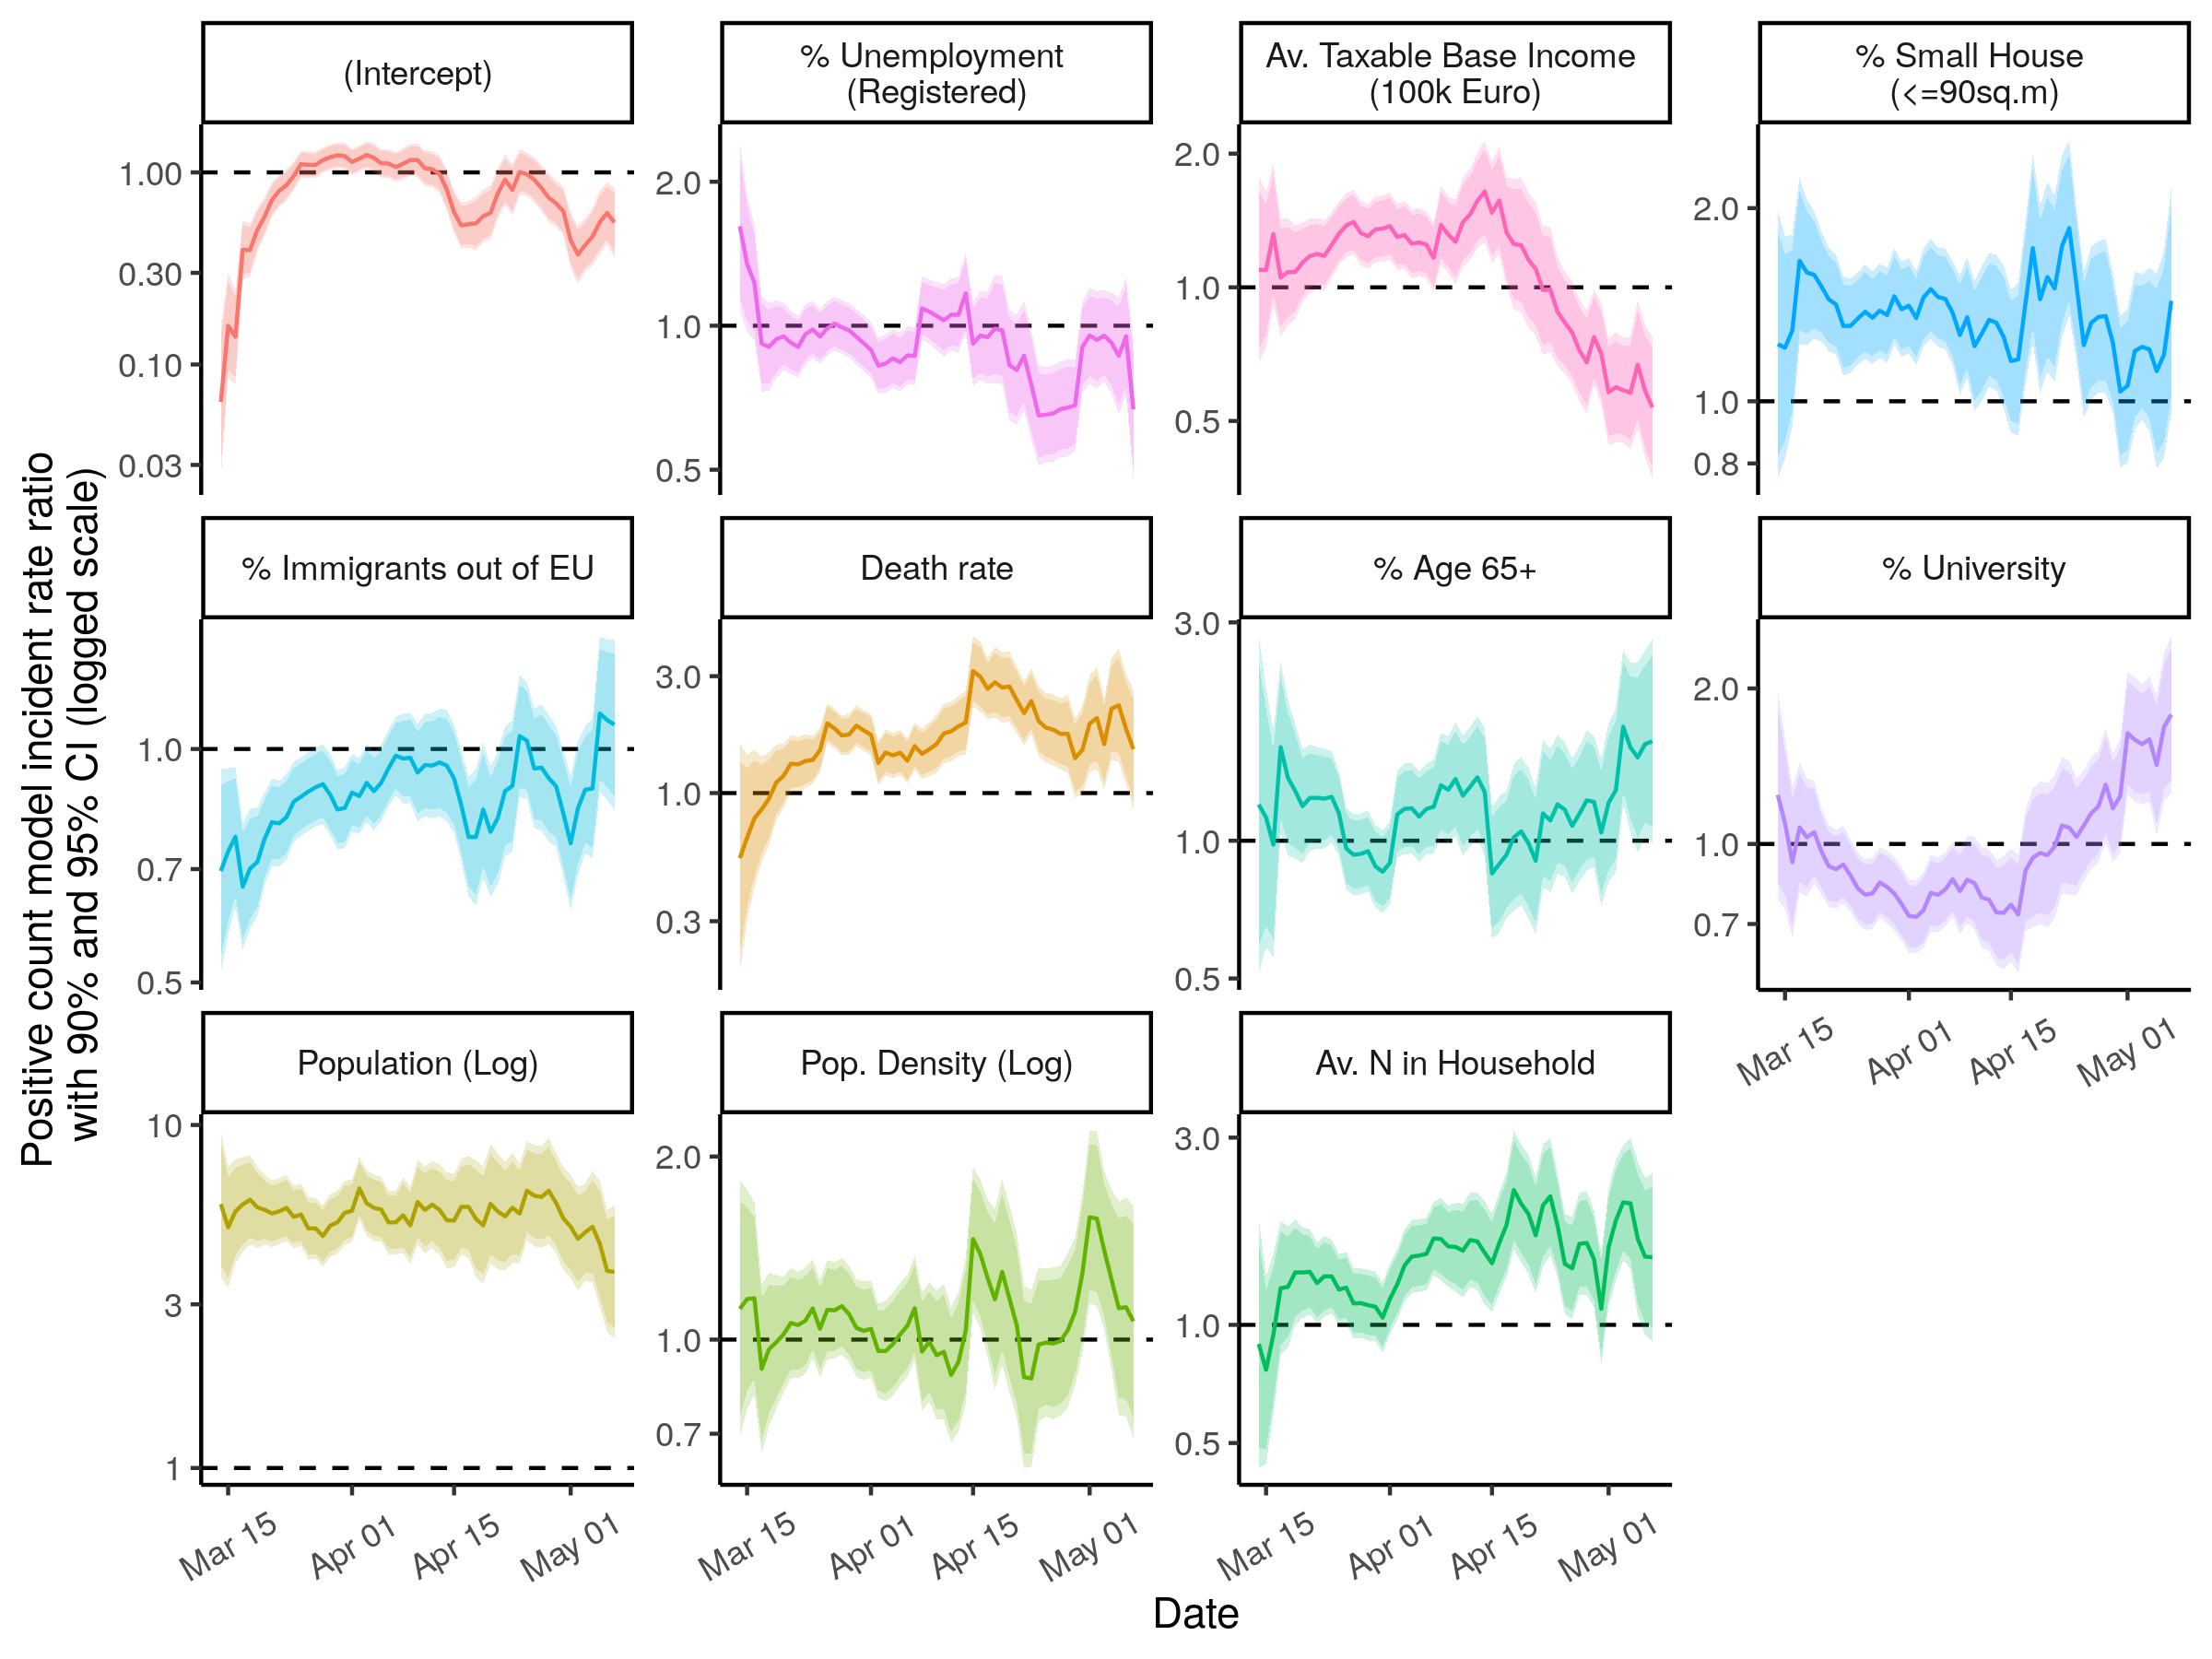 (Intercept)
% Unemployment
(Registered)
Av. Taxable Base Income
(100k Euro)
% Small House
(<=90sq.m)
1.00
0.30
0.10
0.03
2.0
1.0
0.5
2.0
1.0
0.5
2.0
1.0
0.8
% Immigrants out of EU
Death rate
% Age 65+
% University
1.0
0.7
0.5
3.0
1.0
0.3
3.0
1.0
0.5
2.0
1.0
0.7
Mar 15
Apr 01
Apr 15
May 01
Population (Log)
Pop. Density (Log)
Av. N in Household
10
3
1
2.0
1.0
0.7
3.0
1.0
0.5
Mar 15
Apr 01
Apr 15
May 01
Mar 15
Apr 01
Apr 15
May 01
Mar 15
Apr 01
Apr 15
May 01
Date
Positive count model incident rate ratio
with 90% and 95% CI (logged scale)